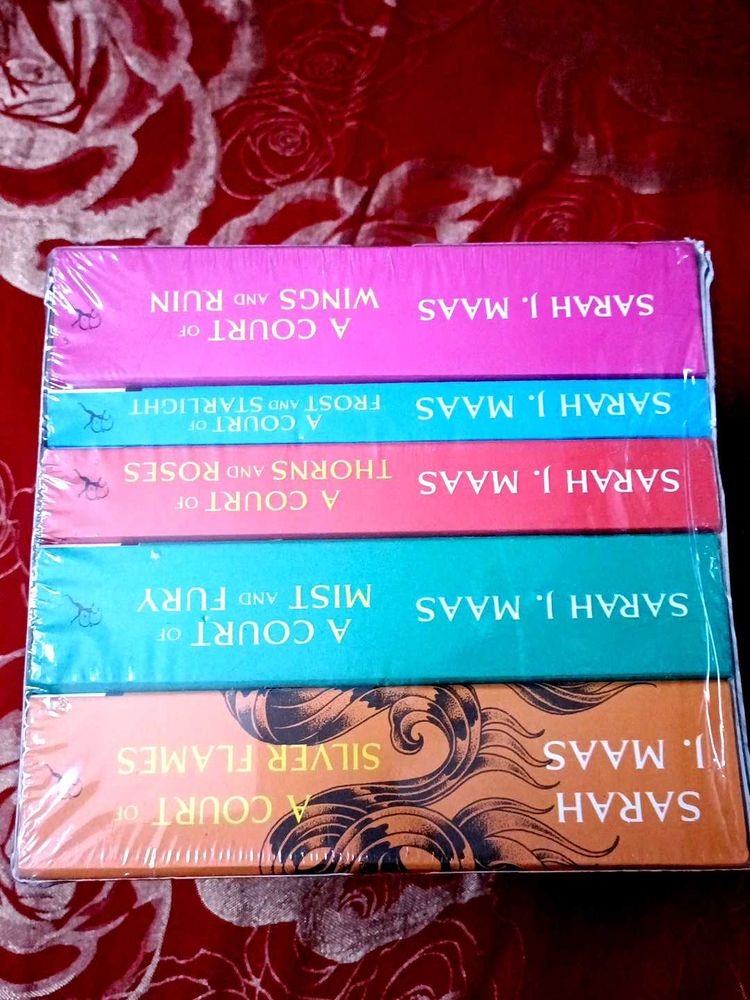 SARAH J. MAAS
A COURT OF
WINGS AND RUIN
SARAH J. MAAS
A COURT OF
FROST AND STARLIGHT
SARAH J. MAAS
A COURT OF
THORNS AND ROSES
SARAH J. MAAS
A COURT OF
MIST AND FURY
SARAH
J. MAAS
A COURT OF
SILVER FLAMES